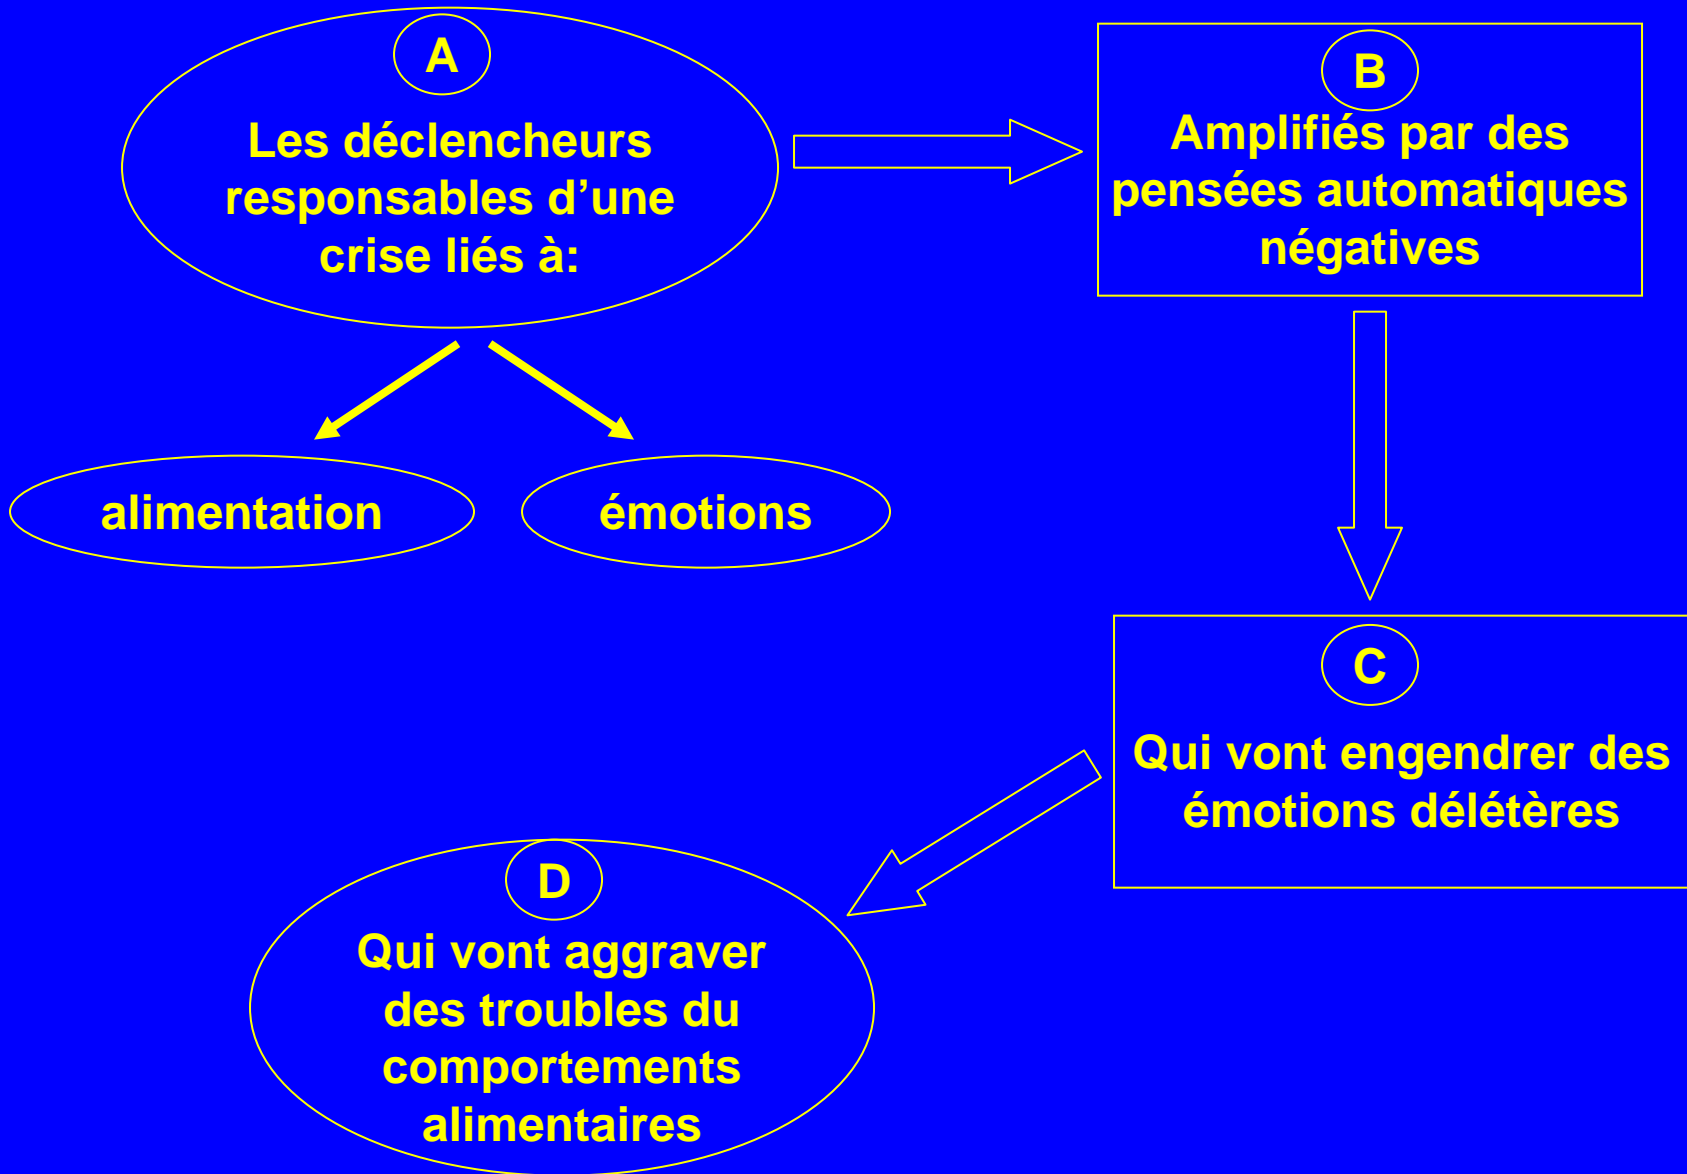 A
Les déclencheurs
responsables d’une
crise liés à:
alimentation
émotions
B
Amplifiés par des
pensées automatiques
négatives
C
Qui vont engendrer des
émotions délétères
D
Qui vont aggraver
des troubles du
comportements
alimentaires